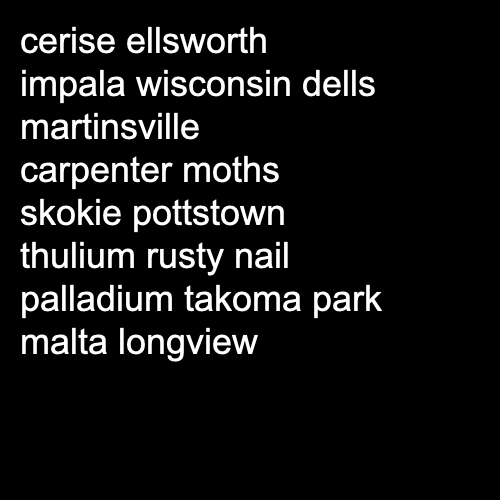 cerise ellsworth
impala wisconsin dells
martinsville
carpenter moths
skokie pottstown
thulium rusty nail
palladium takoma park
malta longview